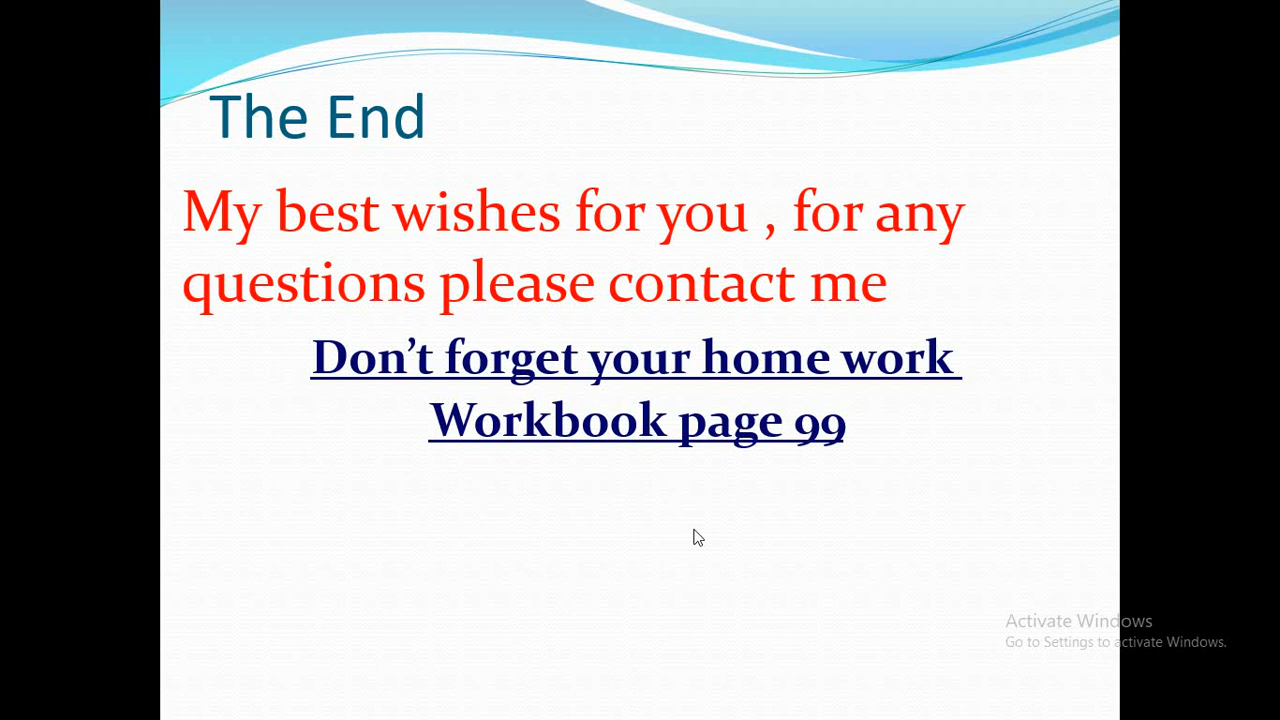 The End
My best wishes for you , for any
questions please contact me
Don’t forget your home work
Workbook page 99
Activate Windows
Go to Settings to activate Windows.